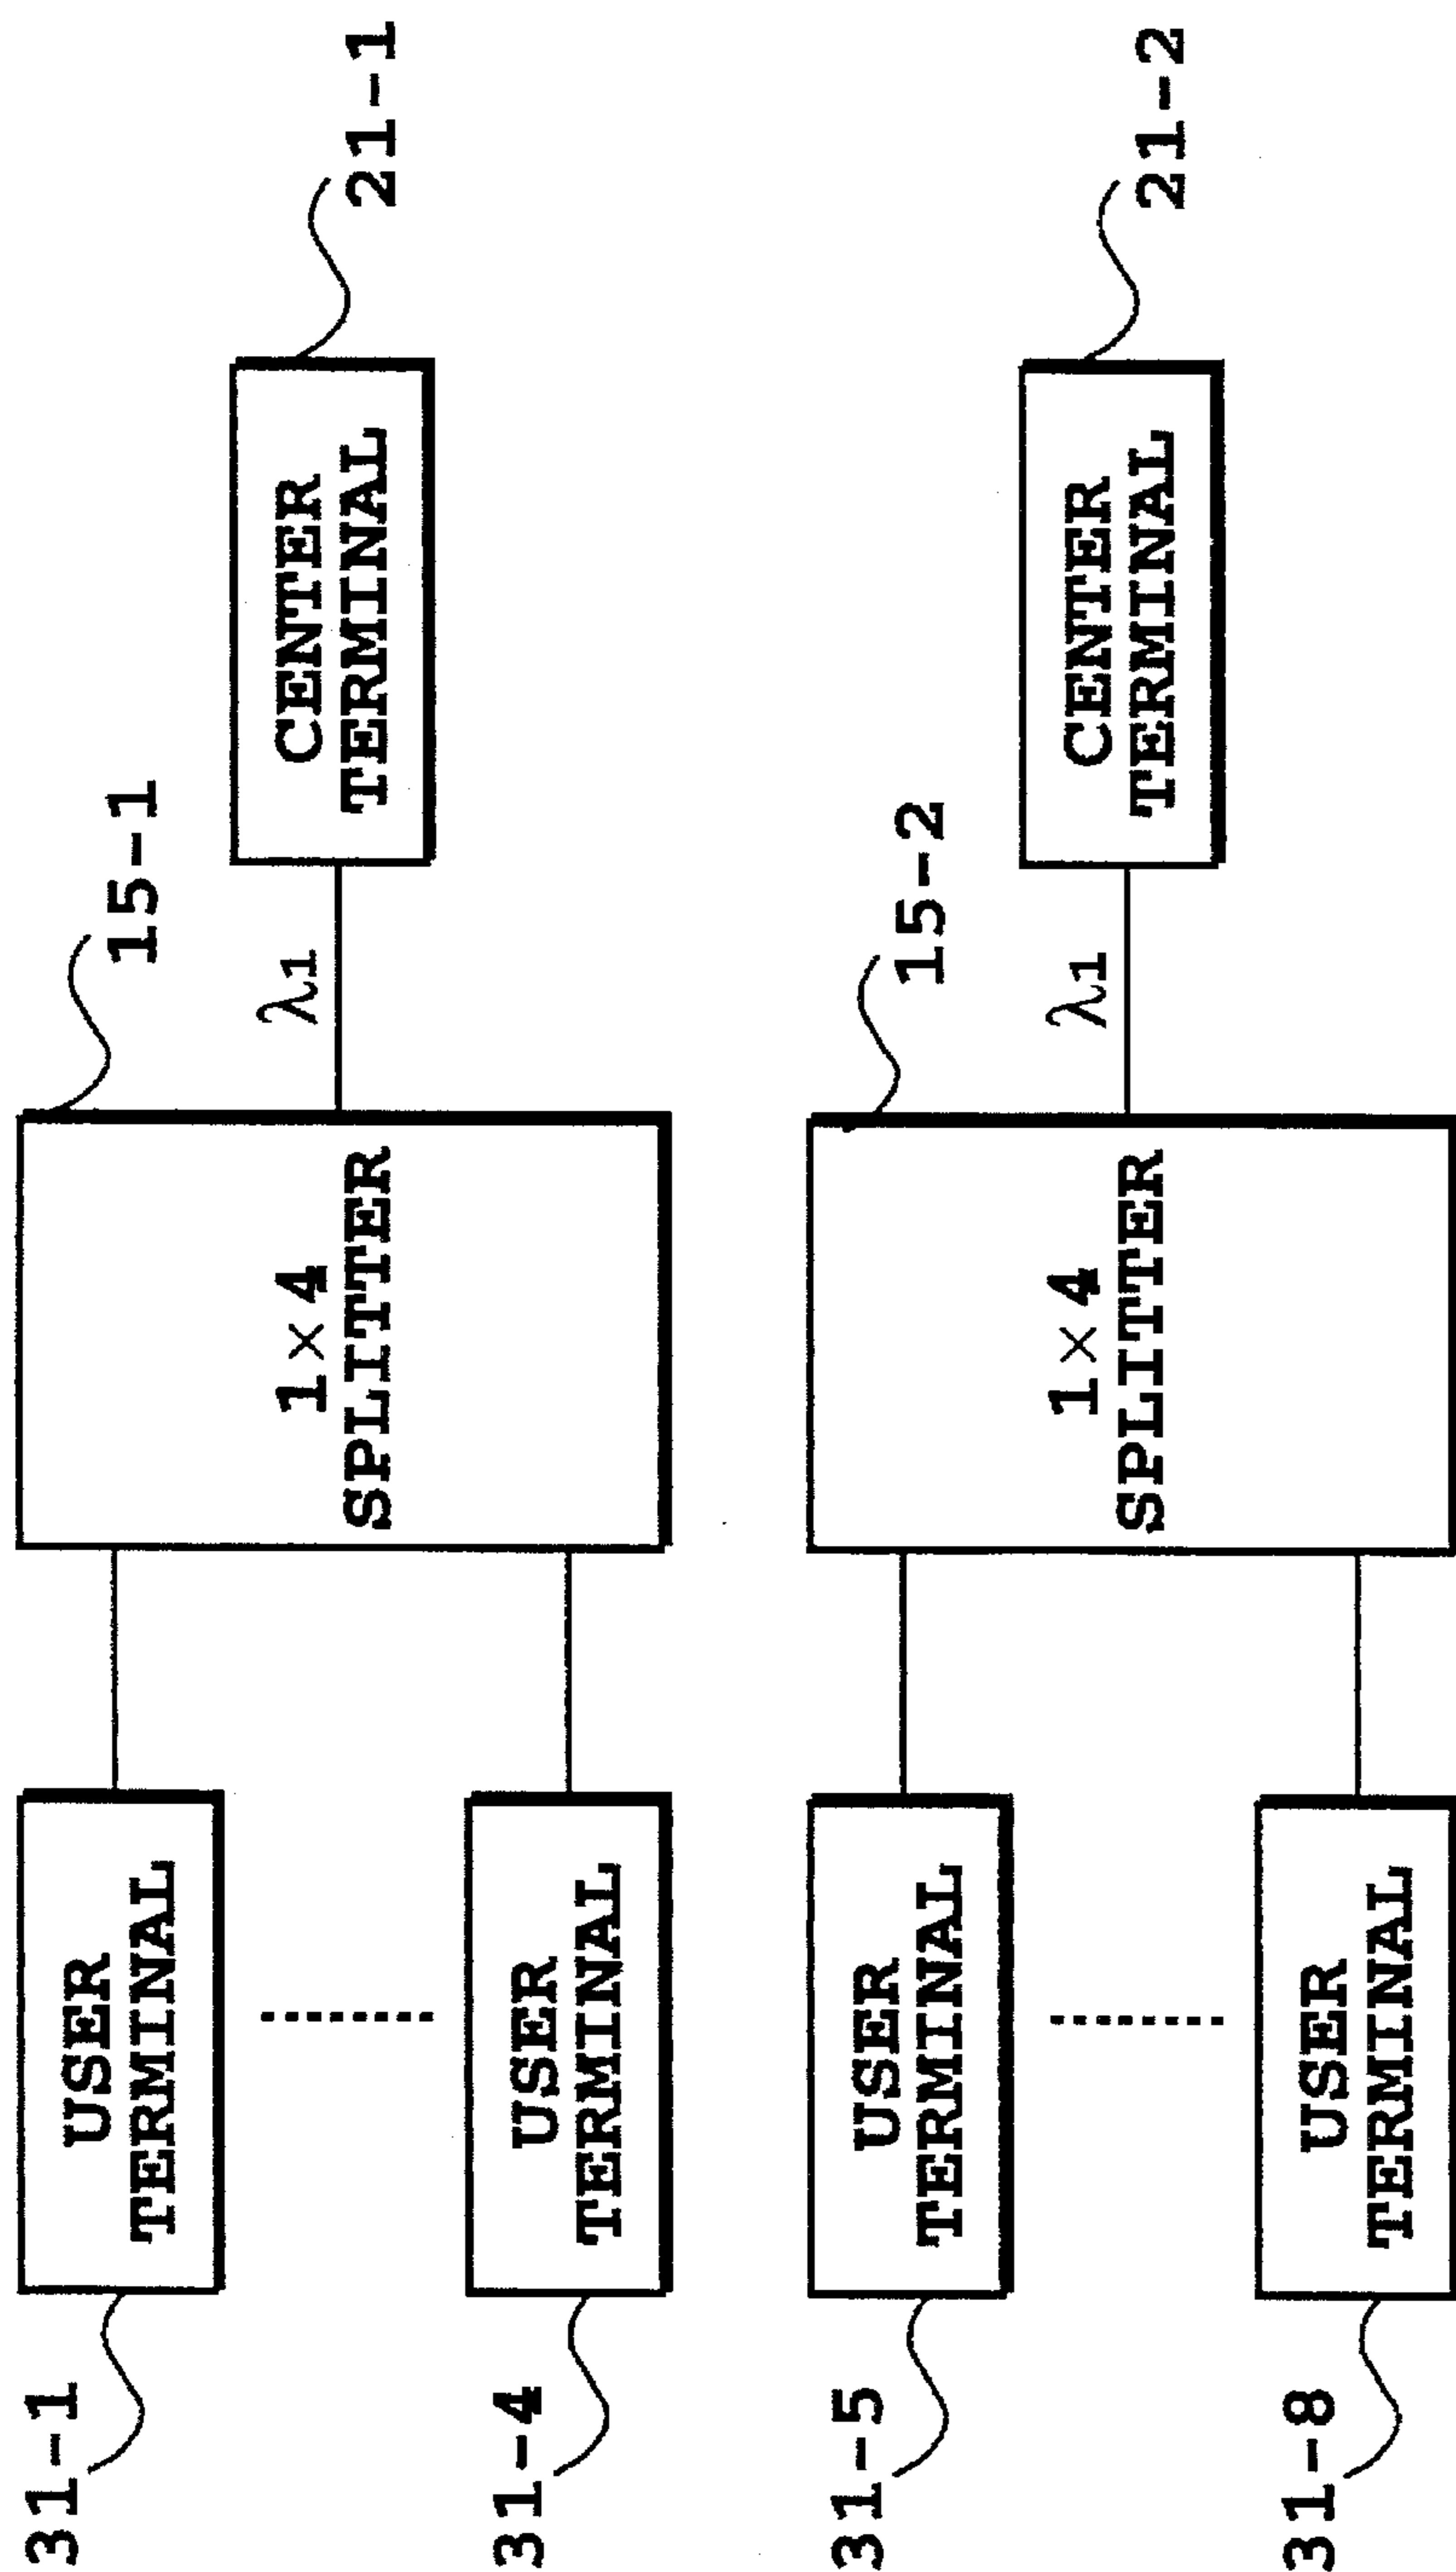 31-1
USER
TERMINAL
1×4
SPLITTER
15-1
λ1
CENTER
TERMINAL
21-1
31-4
USER
TERMINAL
31-5
USER
TERMINAL
1×4
SPLITTER
15-2
λ1
CENTER
TERMINAL
21-2
31-8
USER
TERMINAL